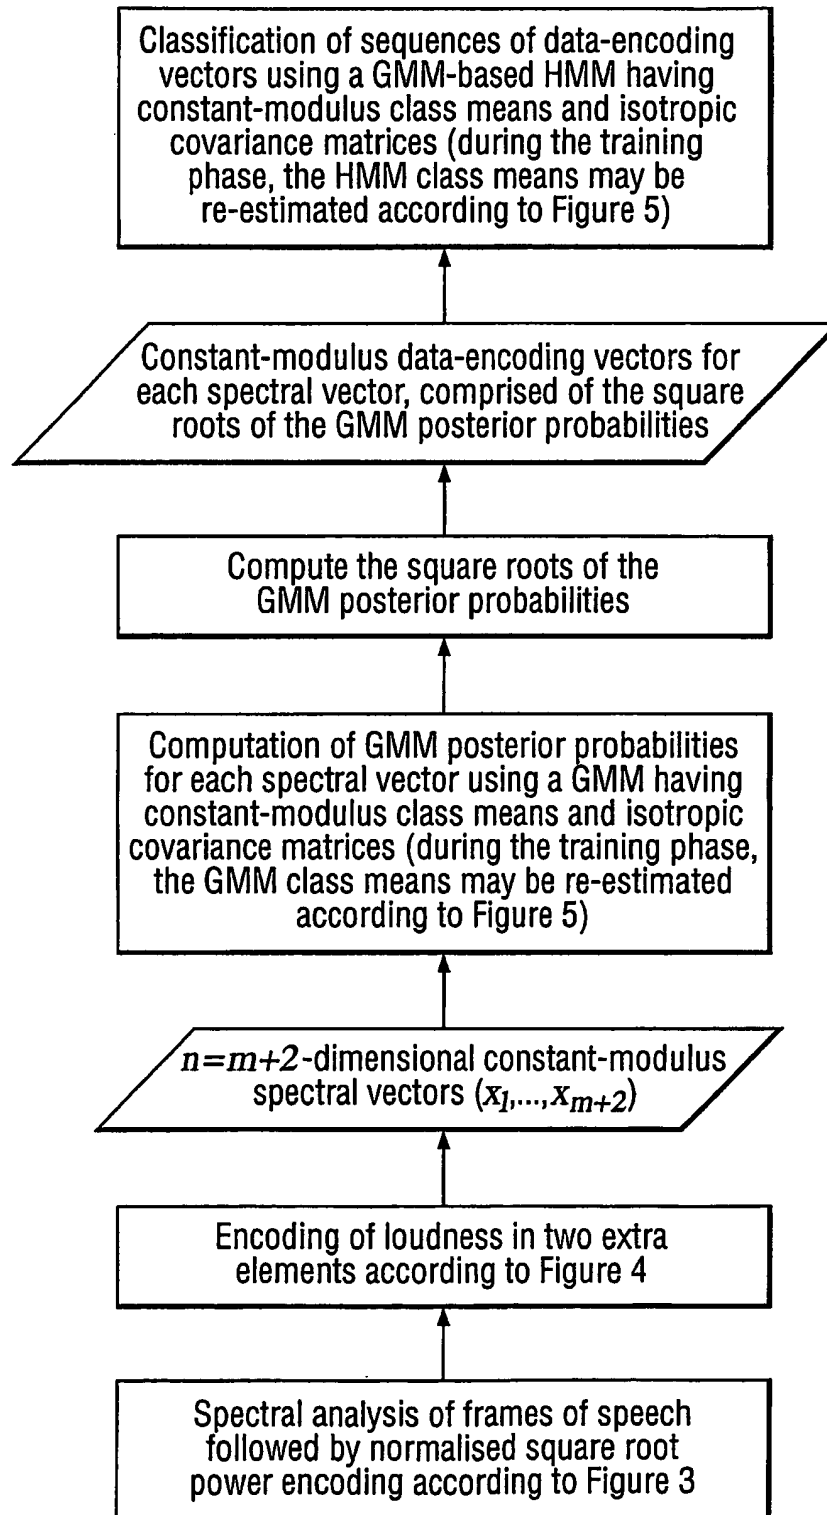 Classification of sequences of data-encoding
vectors using a GMM-based HMM having
constant-modulus class means and isotropic
covariance matrices (during the training
phase, the HMM class means may be
re-estimated according to Figure 5)
Constant-modulus data-encoding vectors for
each spectral vector, comprised of the square
roots of the GMM posterior probabilities
Compute the square roots of the
GMM posterior probabilities
Computation of GMM posterior probabilities
for each spectral vector using a GMM having
constant-modulus class means and isotropic
covariance matrices (during the training phase,
the GMM class means may be re-estimated
according to Figure 5)
n=m+2-dimensional constant-modulus
spectral vectors (x₁,...,xₘ₊₂)
Encoding of loudness in two extra
elements according to Figure 4
Spectral analysis of frames of speech
followed by normalised square root
power encoding according to Figure 3